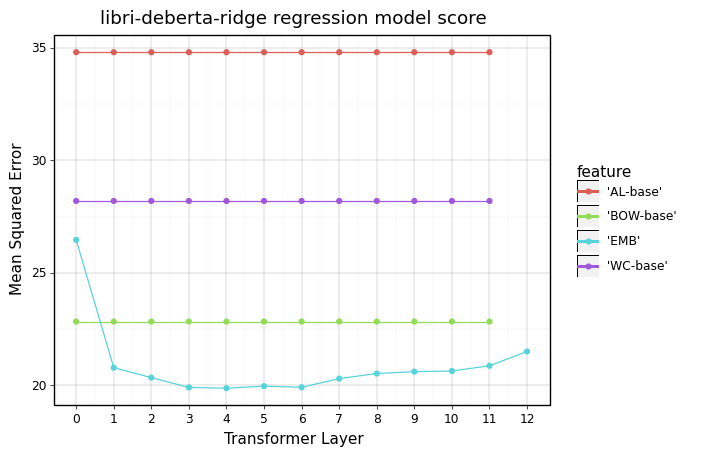 libri-deberta-ridge regression model score
Mean Squared Error
35
30
25
20
0 1 2 3 4 5 6 7 8 9 10 11 12
Transformer Layer
feature
'AL-base'
'BOW-base'
'EMB'
'WC-base'